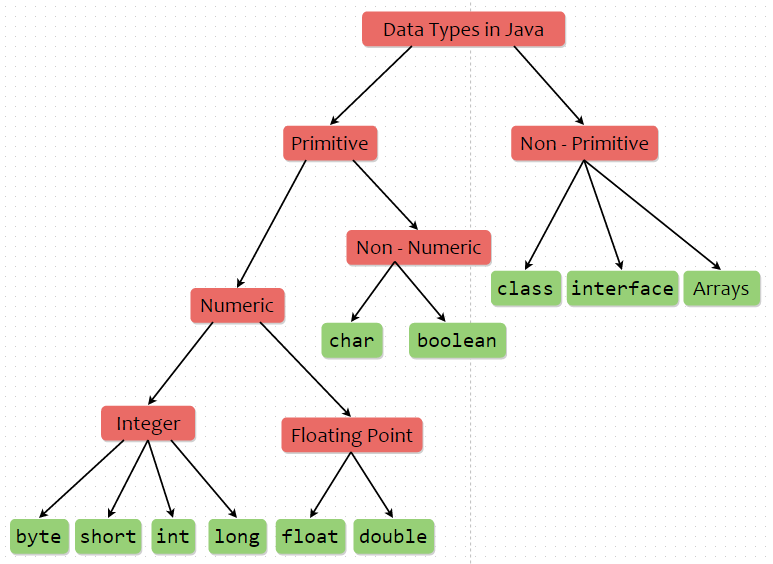 Data Types in Java
Primitive
Non - Primitive
Non - Numeric
class
interface
Arrays
Numeric
char
boolean
Integer
Floating Point
byte
short
int
long
float
double